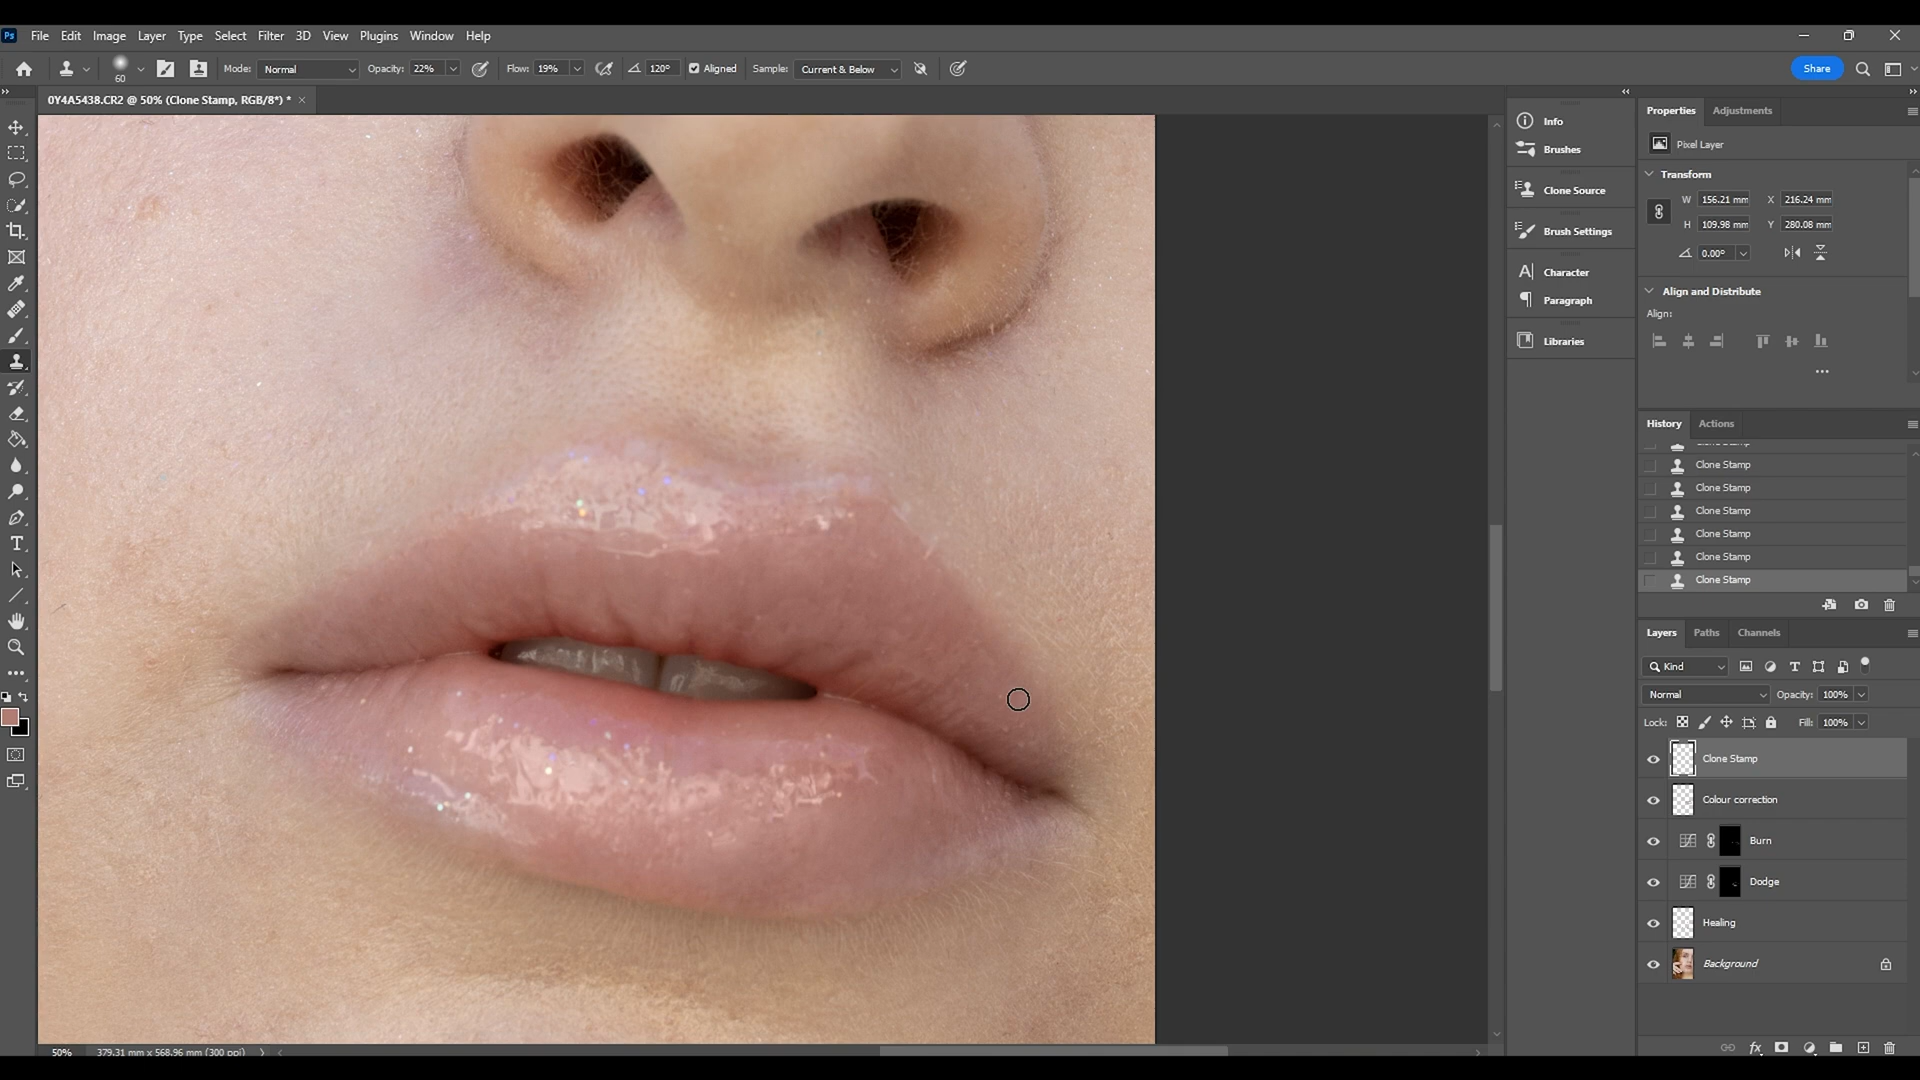 Ps File Edit Image Layer Type Select Filter 3D View Plugins Window Help
60 Mode: Normal Opacity: 22% Flow: 19% 120° Aligned Sample: Current & Below Share
0Y4A5438.CR2 @ 50% (Clone Stamp, RGB/8*) * ×
Info
Brushes
Clone Source
Brush Settings
Character
Paragraph
Libraries
Properties Adjustments
Pixel Layer
Transform
W 156.21 mm X 216.24 mm
H 109.98 mm Y 280.08 mm
0.00°
Align and Distribute
Align:
History Actions
Clone Stamp
Clone Stamp
Clone Stamp
Clone Stamp
Clone Stamp
Clone Stamp
Clone Stamp
Layers Paths Channels
Kind
Normal Opacity: 100%
Lock: Fill: 100%
Clone Stamp
Colour correction
Burn
Dodge
Healing
Background
fx
50% 379.31 mm x 568.96 mm (300 ppi)